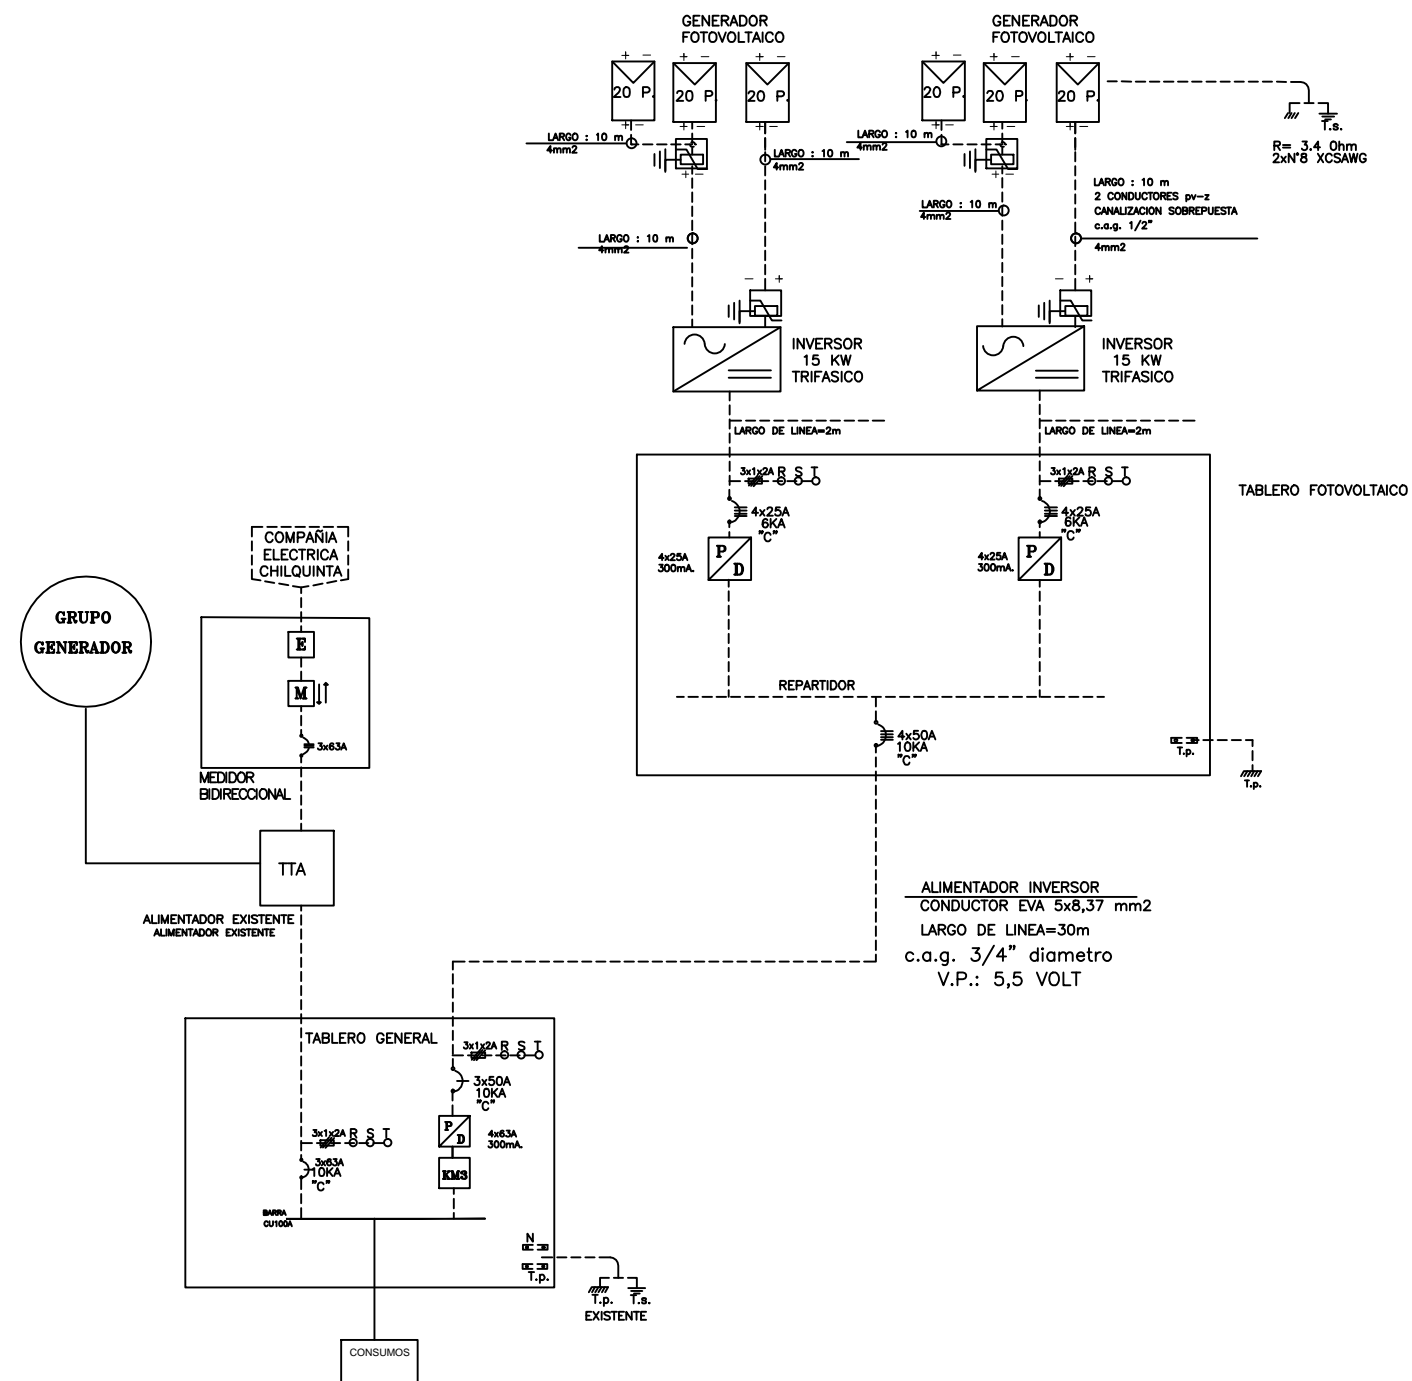 GENERADOR
FOTOVOLTAICO
GENERADOR
FOTOVOLTAICO
+ − + − + −
+ − + − + −
20 P.
20 P.
20 P.
20 P.
20 P.
20 P.
+ − + −
+ − + −
LARGO : 10 m
4mm2
LARGO : 10 m
4mm2
LARGO : 10 m
4mm2
+ −
+ −
T.s.
R= 3.4 Ohm
2xN°8 XCSAWG
LARGO : 10 m
4mm2
LARGO : 10 m
4mm2
LARGO : 10 m
2 CONDUCTORES pv-z
CANALIZACION SOBREPUESTA
c.a.g. 1/2"
4mm2
− +
− +
INVERSOR
15 KW
TRIFASICO
INVERSOR
15 KW
TRIFASICO
LARGO DE LINEA=2m
LARGO DE LINEA=2m
3x1x2A R S T
3x1x2A R S T
TABLERO FOTOVOLTAICO
4x25A
6KA
"C"
4x25A
6KA
"C"
4x25A
300mA.
P
D
4x25A
300mA.
P
D
REPARTIDOR
4x50A
10KA
"C"
T.p.
T.p.
COMPAÑIA
ELECTRICA
CHILQUINTA
GRUPO
GENERADOR
E
M
3x63A
MEDIDOR
BIDIRECCIONAL
TTA
ALIMENTADOR EXISTENTE
ALIMENTADOR EXISTENTE
ALIMENTADOR INVERSOR
CONDUCTOR EVA 5x8,37 mm2
LARGO DE LINEA=30m
c.a.g. 3/4" diametro
V.P.: 5,5 VOLT
TABLERO GENERAL
3x1x2A R S T
3x50A
10KA
"C"
P
D
4x63A
300mA.
KM3
3x1x2A R S T
3x63A
10KA
"C"
BARRA
CU100A
N
T.p.
T.p. T.s.
EXISTENTE
CONSUMOS